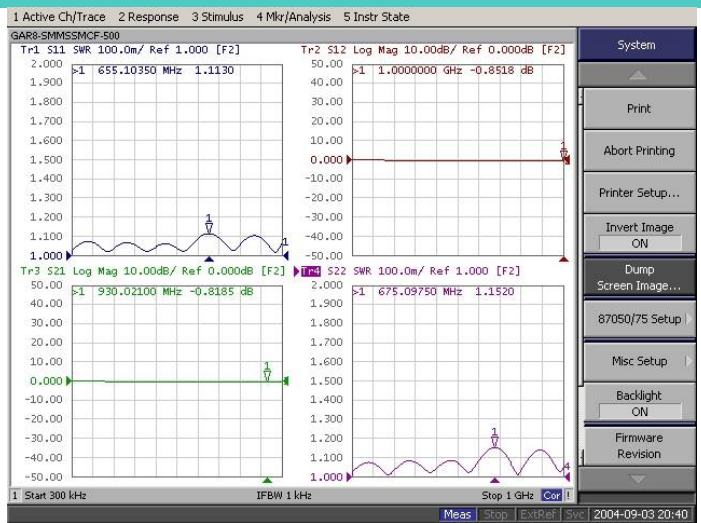 1 Active Ch/Trace 2 Response 3 Stimulus 4 Mkr/Analysis 5 Instr State
GAR8-SMMSSMCF-500
Tr1 S11 SWR 100.0m/ Ref 1.000 [F2]
2.000
>1 655.10350 MHz 1.1130
1.900
1.800
1.700
1.600
1.500
1.400
1.300
1.200
1.100
1.000
1
1
Tr2 S12 Log Mag 10.00dB/ Ref 0.000dB [F2]
50.00
>1 1.0000000 GHz -0.8518 dB
40.00
30.00
20.00
10.00
0.000
-10.00
-20.00
-30.00
-40.00
-50.00
1
Tr3 S21 Log Mag 10.00dB/ Ref 0.000dB [F2]
50.00
>1 930.02100 MHz -0.8185 dB
40.00
30.00
20.00
10.00
0.000
-10.00
-20.00
-30.00
-40.00
-50.00
1
Tr4 S22 SWR 100.0m/ Ref 1.000 [F2]
2.000
>1 675.09750 MHz 1.1520
1.900
1.800
1.700
1.600
1.500
1.400
1.300
1.200
1.100
1.000
1
4
1 Start 300 kHz IFBW 1 kHz Stop 1 GHz Cor !
Meas Stop ExtRef Svc 2004-09-03 20:40
System
Print
Abort Printing
Printer Setup...
Invert Image
ON
Dump
Screen Image...
87050/75 Setup
Misc Setup
Backlight
ON
Firmware
Revision